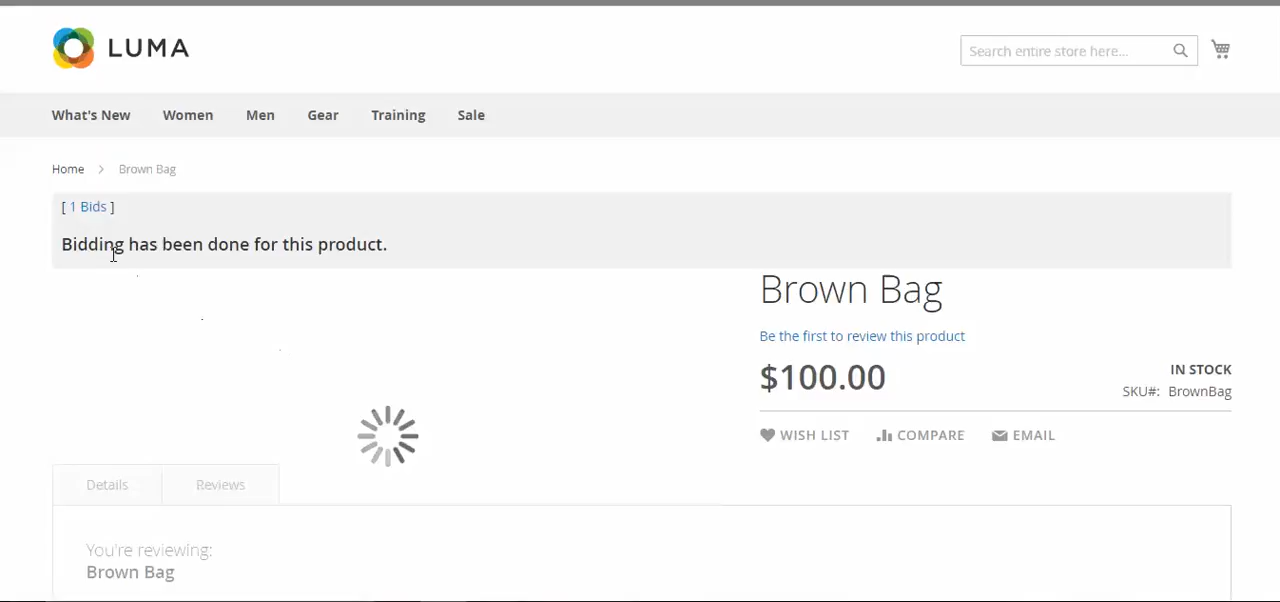 LUMA
Search entire store here...
What's New Women Men Gear Training Sale
Home > Brown Bag
[ 1 Bids ]
Bidding has been done for this product.
Brown Bag
Be the first to review this product
$100.00
IN STOCK
SKU#: BrownBag
WISH LIST COMPARE EMAIL
Details Reviews
You're reviewing:
Brown Bag